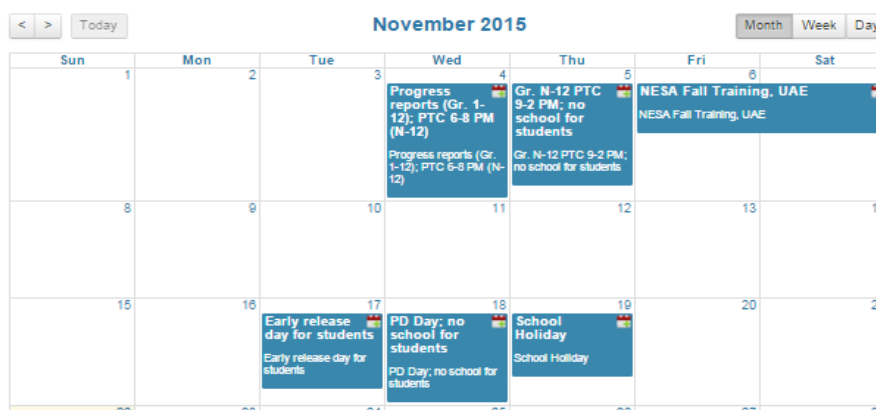 < > Today November 2015 Month Week Day
Sun Mon Tue Wed Thu Fri Sat
1 2 3 4 5 6
Progress
reports (Gr. 1-
12); PTC 6-8 PM
(N-12)
Progress reports (Gr.
1-12); PTC 6-8 PM (N-
12)
Gr. N-12 PTC
9-2 PM; no
school for
students
Gr. N-12 PTC 9-2 PM;
no school for students
NESA Fall Training, UAE
NESA Fall Training, UAE
8 9 10 11 12 13
15 16 17 18 19 20
Early release
day for students
Early release day for
students
PD Day; no
school for
students
PD Day; no school for
students
School
Holiday
School Holiday